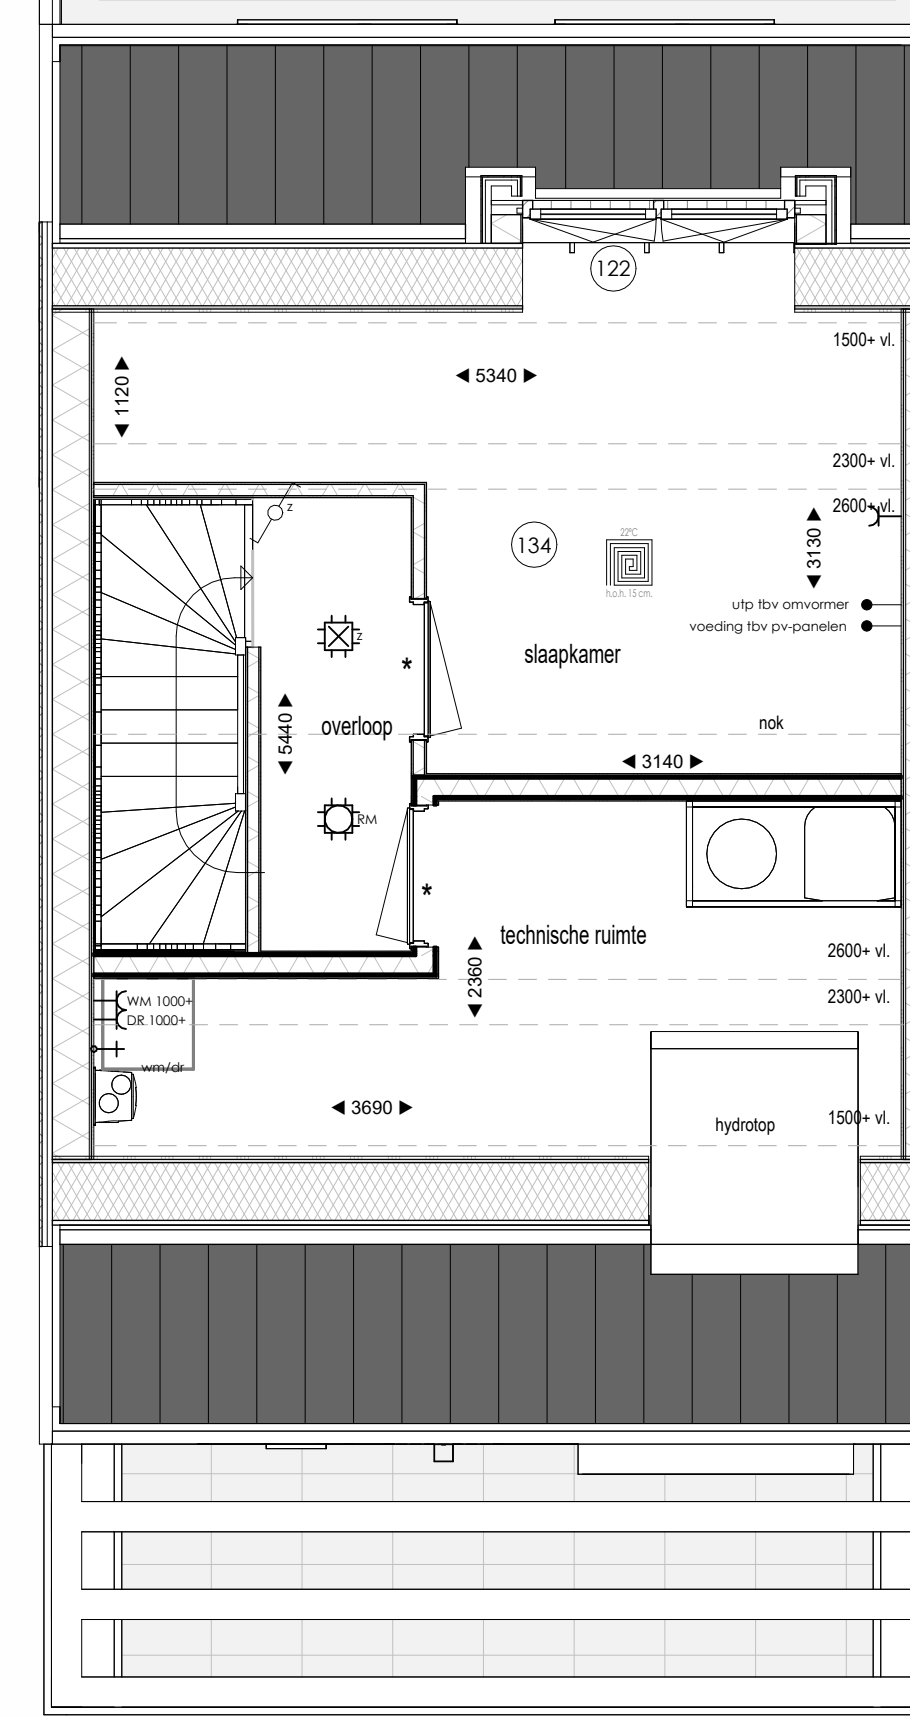 122
1500+ vl.
1120
5340
2300+ vl.
2600+ vl.
z
134
22°C
3130
h.o.h. 15 cm.
utp tbv omvormer
voeding tbv pv-panelen
z
*
slaapkamer
5440
overloop
nok
3140
RM
*
technische ruimte
2360
2600+ vl.
2300+ vl.
WM 1000+
DR 1000+
wm/dr
3690
hydrotop
1500+ vl.